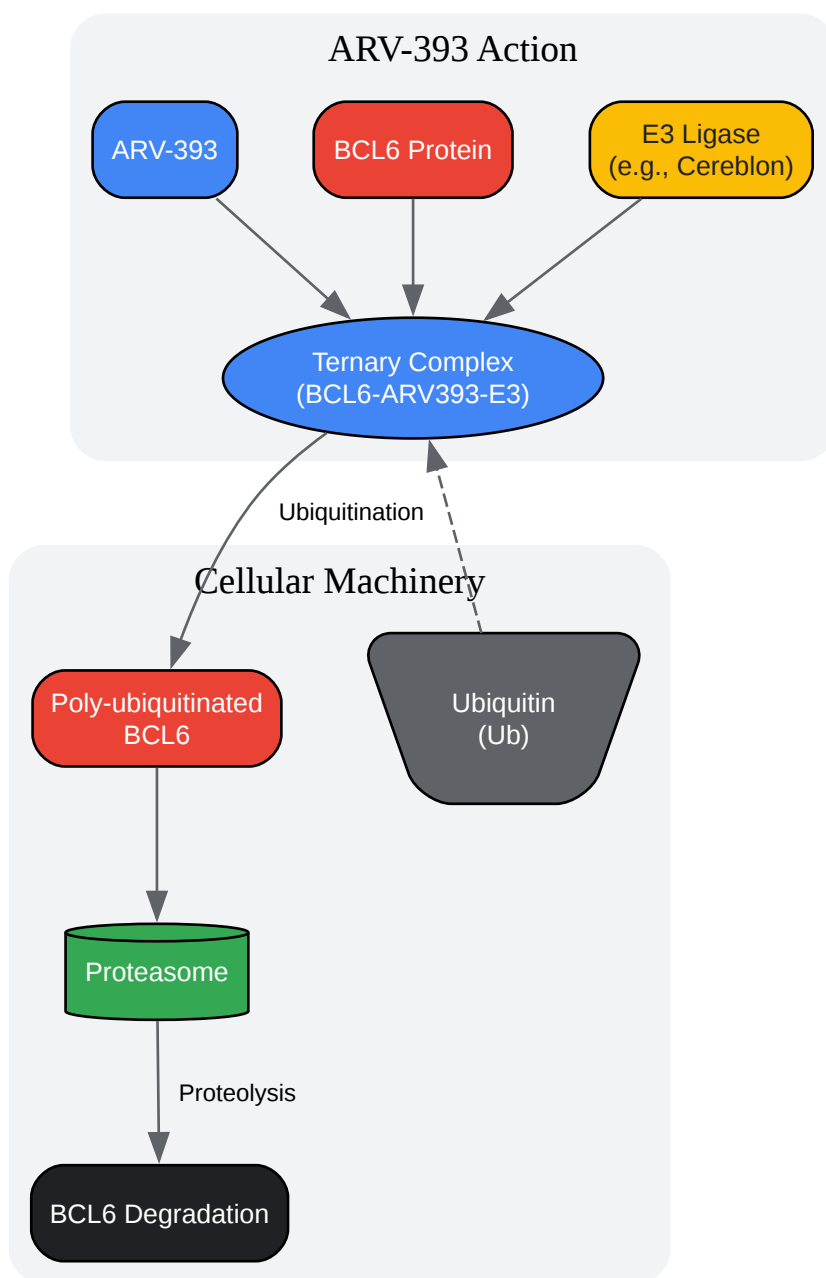 ARV-393 Action
ARV-393
BCL6 Protein
E3 Ligase
(e.g., Cereblon)
Ternary Complex
(BCL6-ARV393-E3)
Ubiquitination
Cellular Machinery
Poly-ubiquitinated
BCL6
Ubiquitin
(Ub)
Proteasome
Proteolysis
BCL6 Degradation